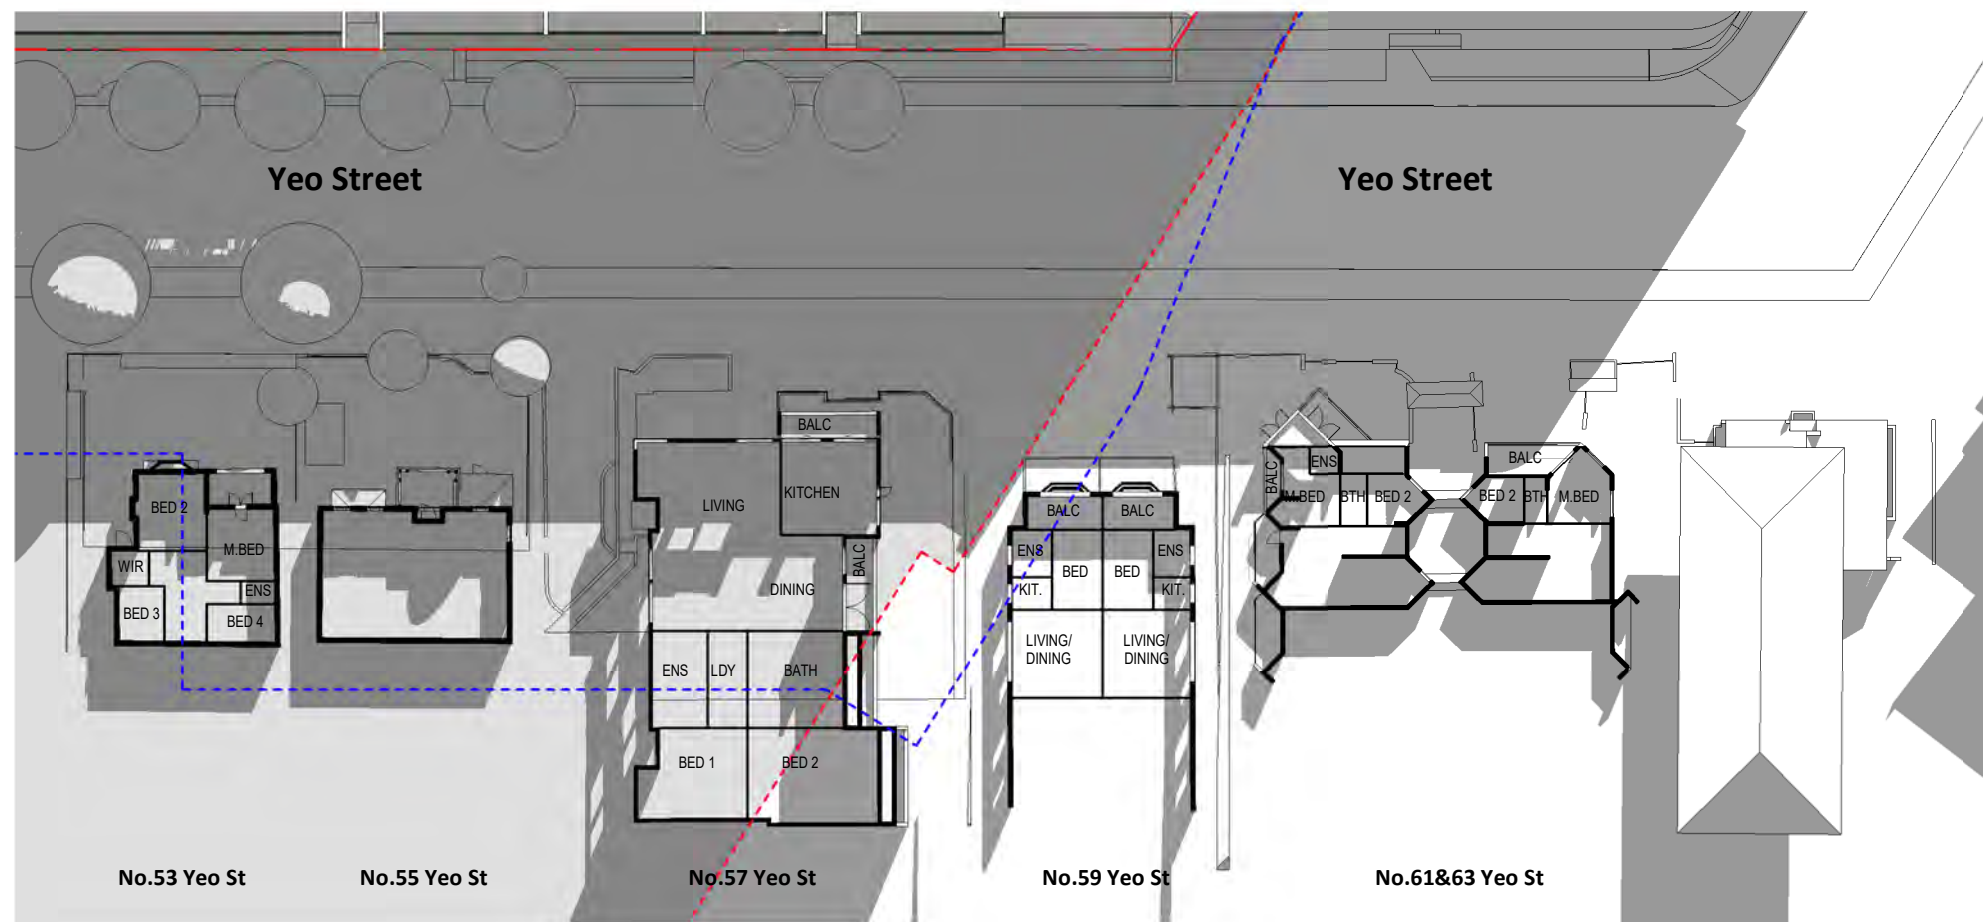 Yeo Street
Yeo Street
BALC
LIVING
KITCHEN
DINING
BALC
ENS
LDY
BATH
BED 1
BED 2
BED 2
M.BED
WIR
ENS
BED 3
BED 4
BALC
BALC
ENS
BED
BED
ENS
KIT.
KIT.
LIVING/
DINING
LIVING/
DINING
BALC
ENS
M.BED
BTH
BED 2
BALC
BED 2
BTH
M.BED
No.53 Yeo St
No.55 Yeo St
No.57 Yeo St
No.59 Yeo St
No.61&63 Yeo St